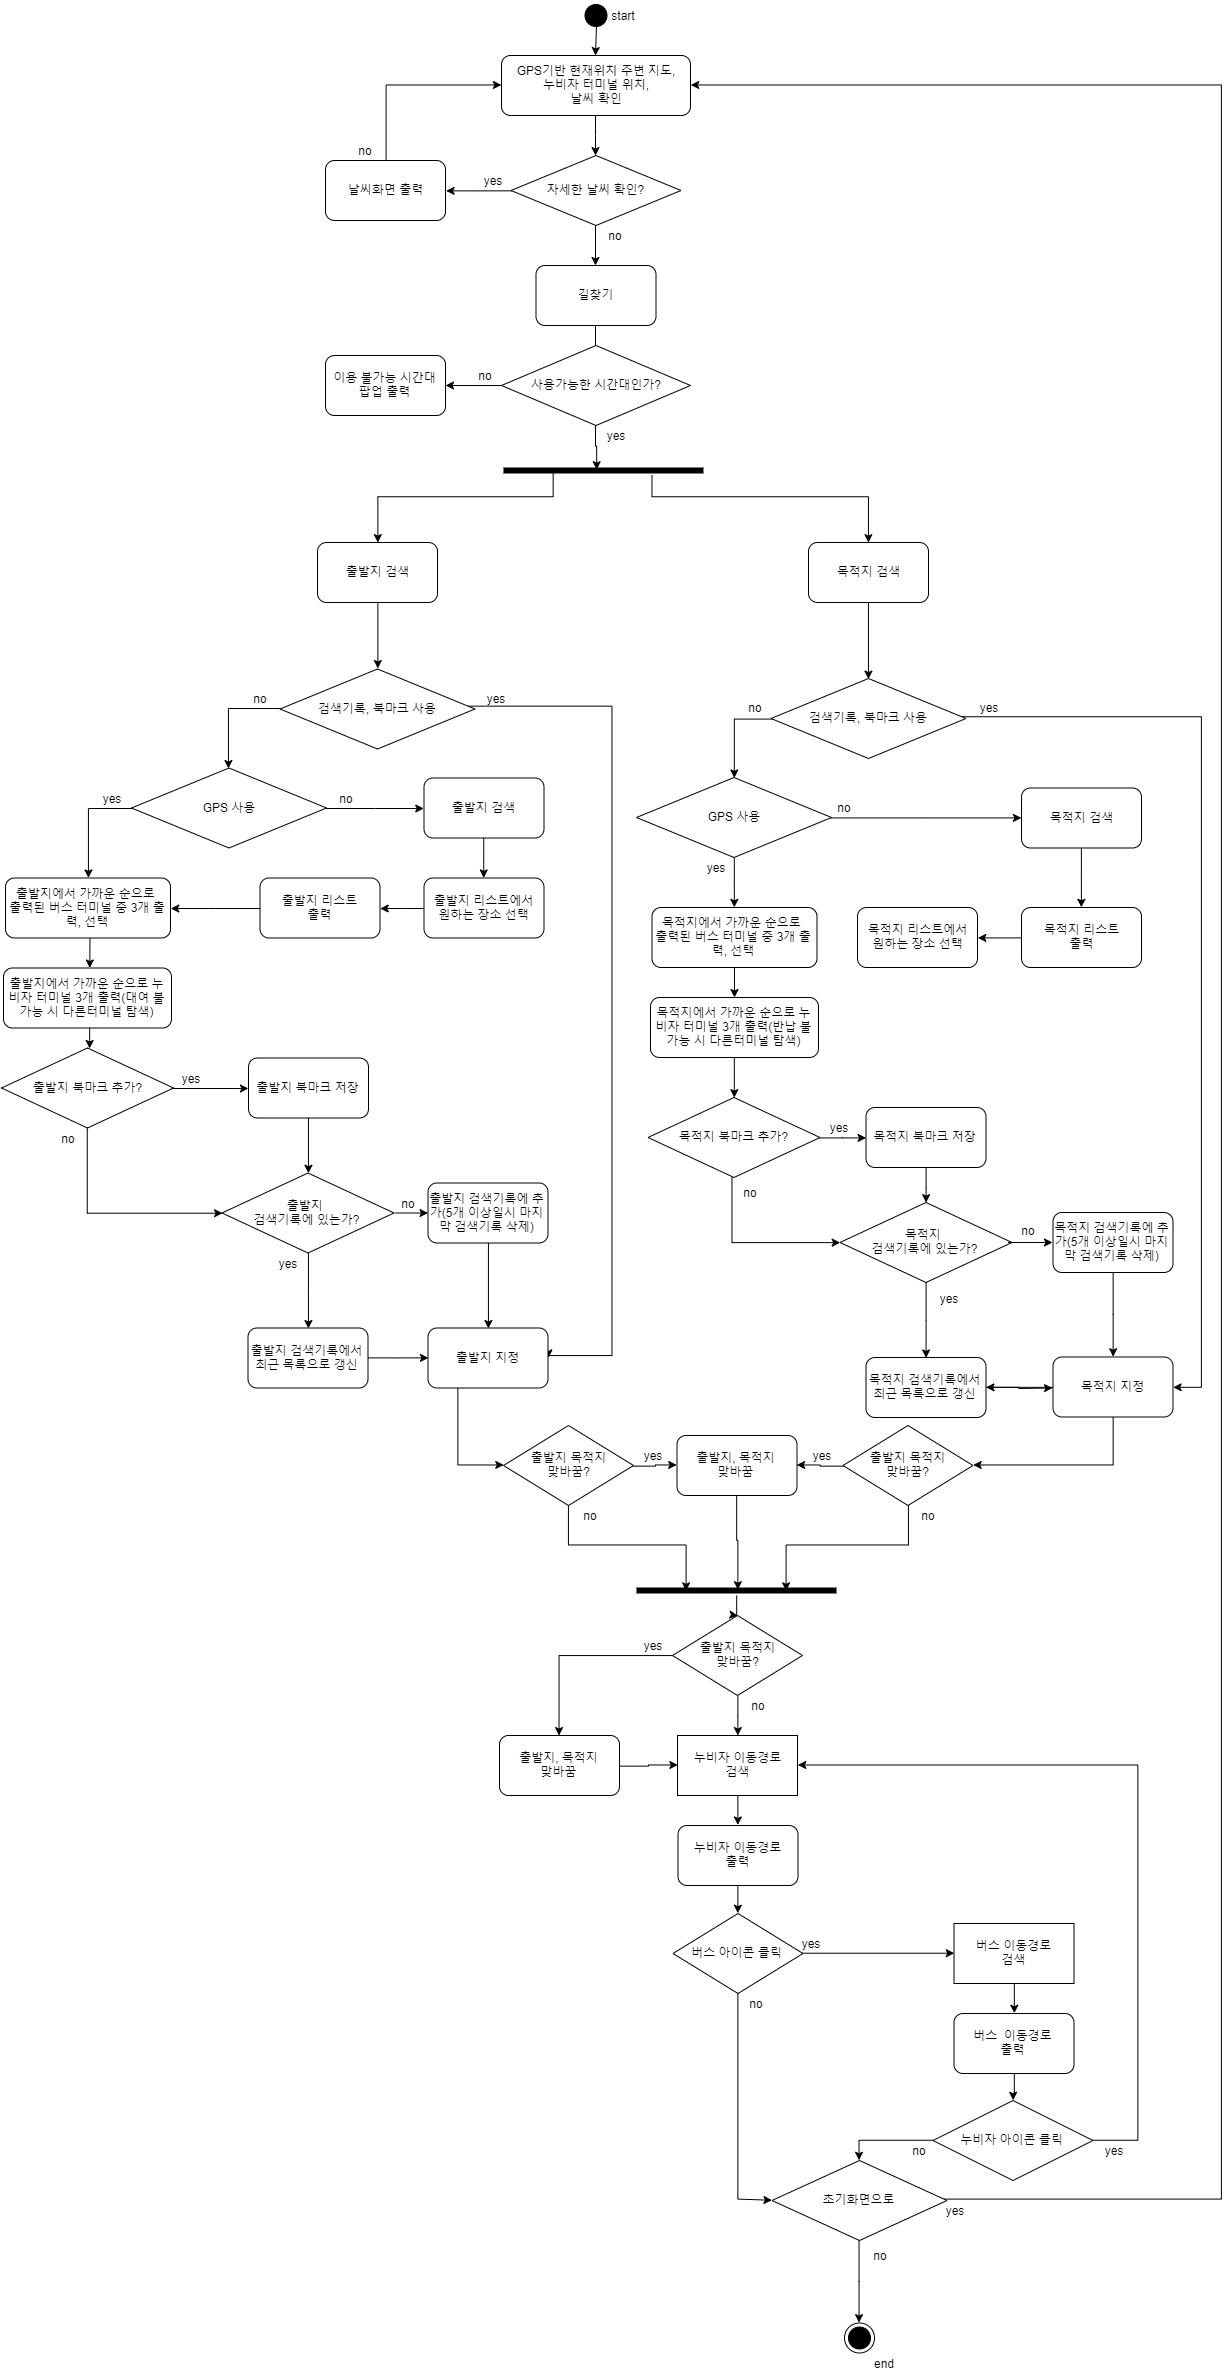 start
GPS기반 현재위치 주변 지도,
누비자 터미널 위치,
날씨 확인
no
날씨화면 출력
yes
자세한 날씨 확인?
no
길찾기
이용 불가능 시간대
팝업 출력
no
사용가능한 시간대인가?
yes
출발지 검색
목적지 검색
no
검색기록, 북마크 사용
yes
no
검색기록, 북마크 사용
yes
yes
GPS 사용
no
출발지 검색
GPS 사용
no
목적지 검색
yes
출발지에서 가까운 순으로
출력된 버스 터미널 중 3개 출
력, 선택
출발지 리스트
출력
출발지 리스트에서
원하는 장소 선택
목적지에서 가까운 순으로
출력된 버스 터미널 중 3개 출
력, 선택
목적지 리스트에서
원하는 장소 선택
목적지 리스트
출력
출발지에서 가까운 순으로 누
비자 터미널 3개 출력(대여 불
가능 시 다른터미널 탐색)
목적지에서 가까운 순으로 누
비자 터미널 3개 출력(반납 불
가능 시 다른터미널 탐색)
출발지 북마크 추가?
yes
출발지 북마크 저장
no
목적지 북마크 추가?
yes
목적지 북마크 저장
no
출발지
검색기록에 있는가?
no
출발지 검색기록에 추
가(5개 이상일시 마지
막 검색기록 삭제)
yes
목적지
검색기록에 있는가?
no
목적지 검색기록에 추
가(5개 이상일시 마지
막 검색기록 삭제)
yes
출발지 검색기록에서
최근 목록으로 갱신
출발지 지정
목적지 검색기록에서
최근 목록으로 갱신
목적지 지정
출발지 목적지
맞바꿈?
yes
출발지, 목적지
맞바꿈
yes
출발지 목적지
맞바꿈?
no
no
yes
출발지 목적지
맞바꿈?
no
출발지, 목적지
맞바꿈
누비자 이동경로
검색
누비자 이동경로
출력
버스 아이콘 클릭
yes
버스 이동경로
검색
no
버스  이동경로
출력
누비자 아이콘 클릭
no
yes
초기화면으로
yes
no
end